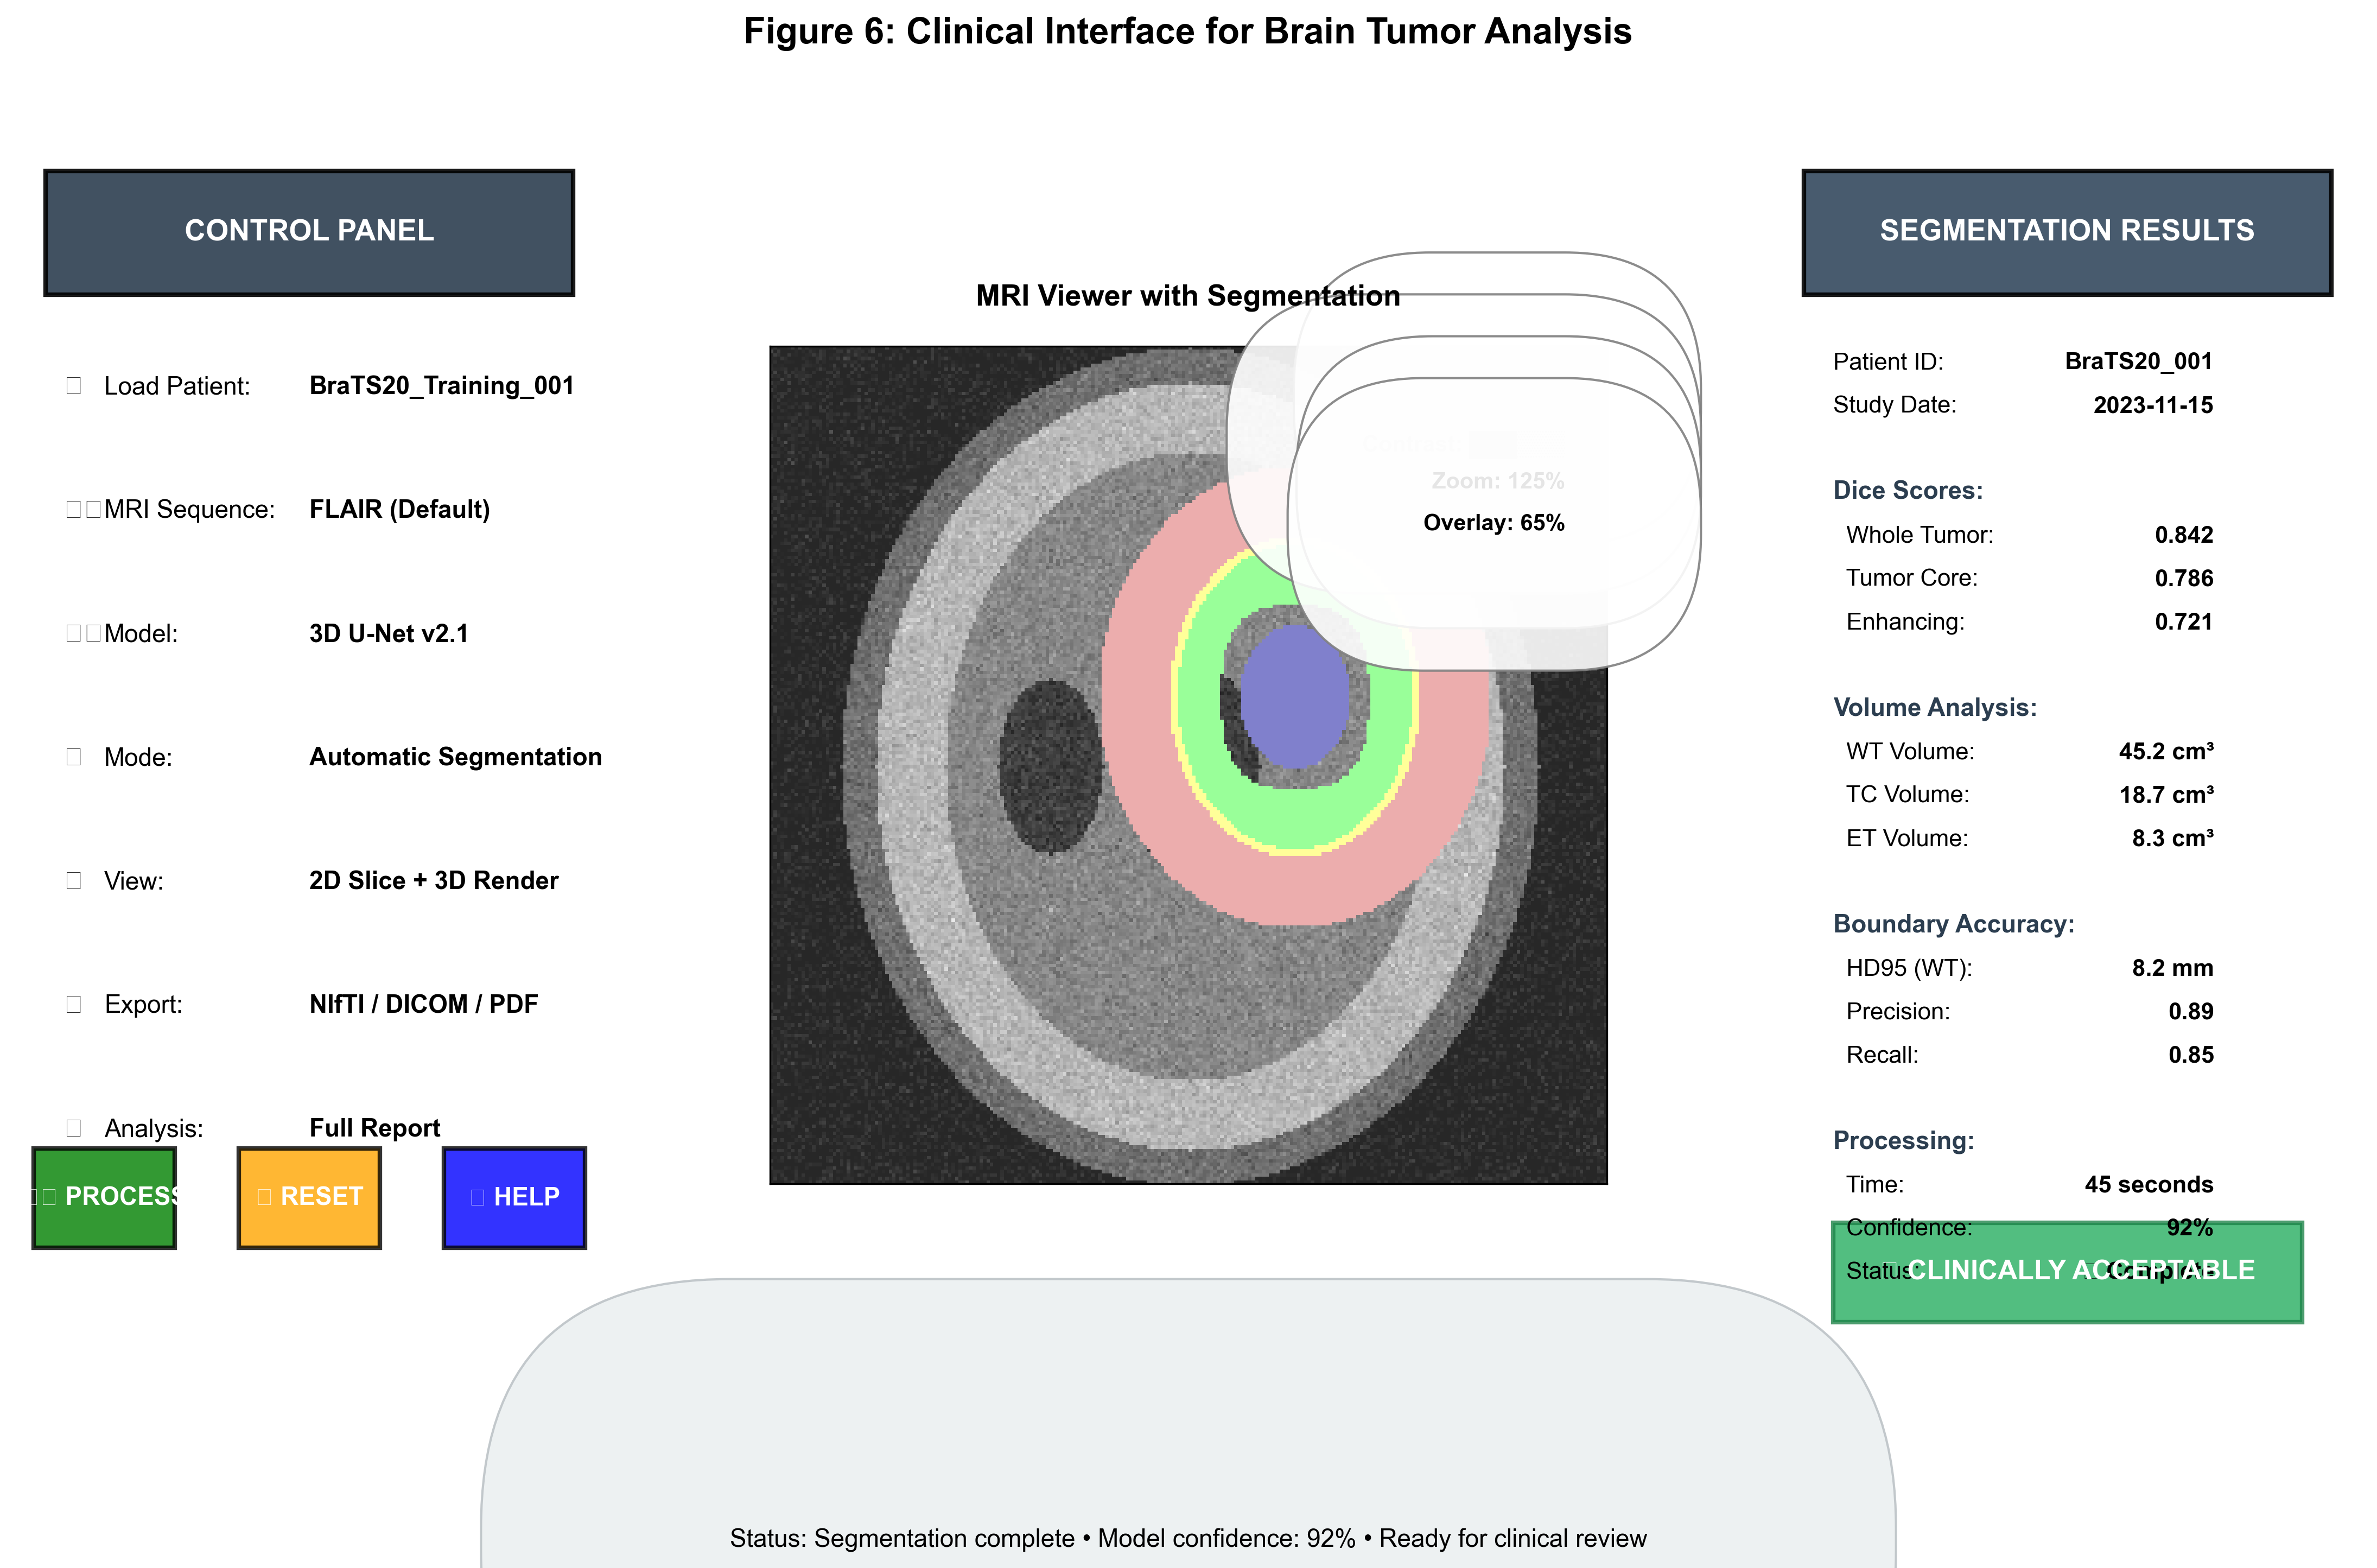 Figure 6: Clinical Interface for Brain Tumor Analysis
CONTROL PANEL
Load Patient: BraTS20_Training_001
MRI Sequence: FLAIR (Default)
Model: 3D U-Net v2.1
Mode: Automatic Segmentation
View: 2D Slice + 3D Render
Export: NIfTI / DICOM / PDF
Analysis: Full Report
PROCESS
RESET
HELP
MRI Viewer with Segmentation
Zoom: 125%
Overlay: 65%
SEGMENTATION RESULTS
Patient ID: BraTS20_001
Study Date: 2023-11-15
Dice Scores:
Whole Tumor: 0.842
Tumor Core: 0.786
Enhancing: 0.721
Volume Analysis:
WT Volume: 45.2 cm³
TC Volume: 18.7 cm³
ET Volume: 8.3 cm³
Boundary Accuracy:
HD95 (WT): 8.2 mm
Precision: 0.89
Recall: 0.85
Processing:
Time: 45 seconds
Confidence: 92%
Status: Complete
CLINICALLY ACCEPTABLE
Status: Segmentation complete • Model confidence: 92% • Ready for clinical review